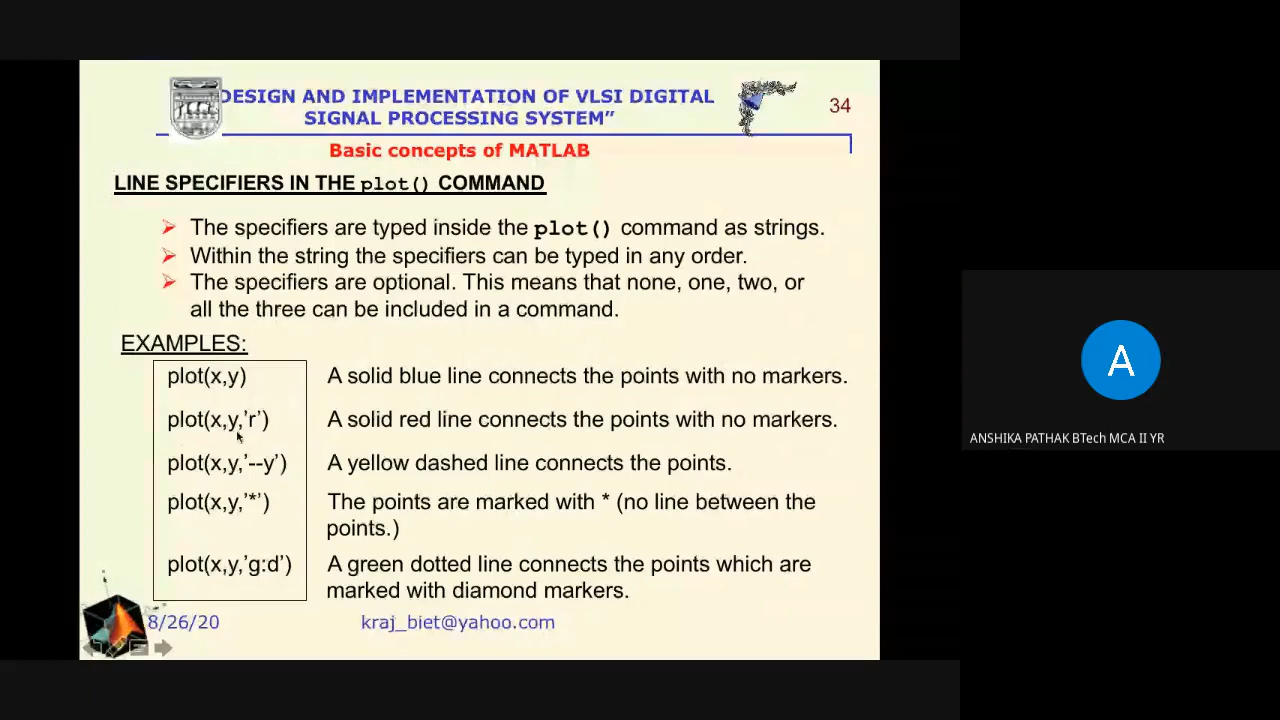 DESIGN AND IMPLEMENTATION OF VLSI DIGITAL
SIGNAL PROCESSING SYSTEM”
34
Basic concepts of MATLAB
LINE SPECIFIERS IN THE plot() COMMAND
The specifiers are typed inside the plot() command as strings.
Within the string the specifiers can be typed in any order.
The specifiers are optional. This means that none, one, two, or
all the three can be included in a command.
EXAMPLES:
plot(x,y) A solid blue line connects the points with no markers.
plot(x,y,’r’) A solid red line connects the points with no markers.
plot(x,y,’--y’) A yellow dashed line connects the points.
plot(x,y,’*’) The points are marked with * (no line between the
points.)
plot(x,y,’g:d’) A green dotted line connects the points which are
marked with diamond markers.
8/26/20 kraj_biet@yahoo.com
A
ANSHIKA PATHAK BTech MCA II YR